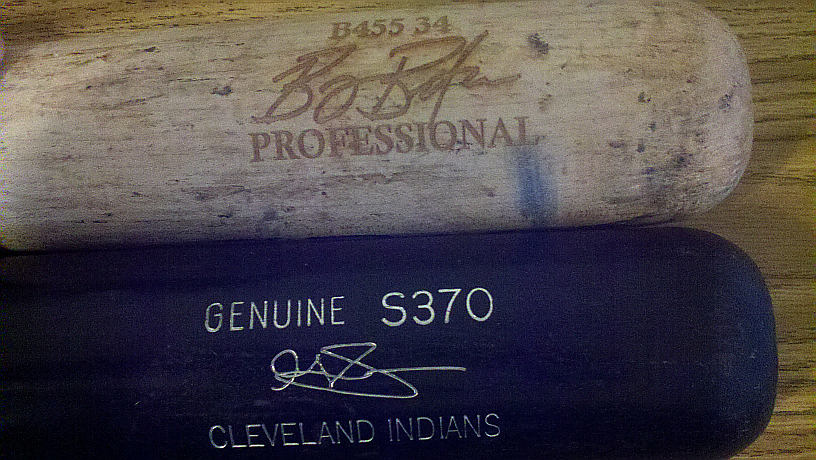 B455 34
PROFESSIONAL
GENUINE S370
CLEVELAND INDIANS